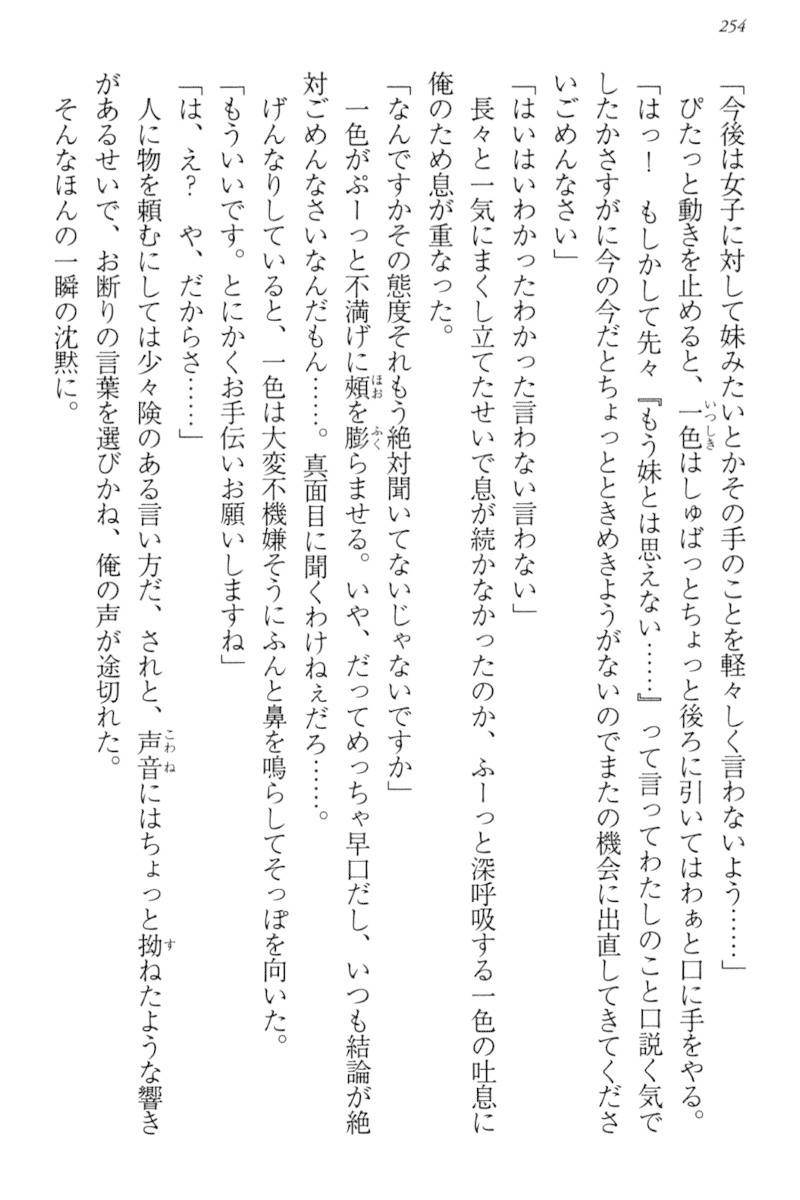 254
「今後は女子に対して妹みたいとかその手のことを軽々しく言わないよう……」
ぴたっと動きを止めると、一色はしゅばっとちょっと後ろに引いてはわぁと口に手をやる。
「はっ！　もしかして先々『もう妹とは思えない……』って言ってわたしのこと口説く気で
したかさすがに今の今だとちょっとときめきようがないのでまたの機会に出直してきてくださ
いごめんなさい」
「はいはいわかったわかった言わない言わない」
長々と一気にまくし立てたせいで息が続かなかったのか、ふーっと深呼吸する一色の吐息に
俺のため息が重なった。
「なんですかその態度それもう絶対聞いてないじゃないですか」
一色がぷーっと不満げに頬を膨らませる。いや、だってめっちゃ早口だし、いつも結論が絶
対ごめんなさいなんだもん……。真面目に聞くわけねぇだろ……。
げんなりしていると、一色は大変不機嫌そうにふんと鼻を鳴らしてそっぽを向いた。
「もういいです。とにかくお手伝いお願いしますね」
「は、え？　や、だからさ……」
人に物を頼むにしては少々険のある言い方だ、されど、声音にはちょっと拗ねたような響き
があるせいで、お断りの言葉を選びかね、俺の声が途切れた。
そんなほんの一瞬の沈黙に。